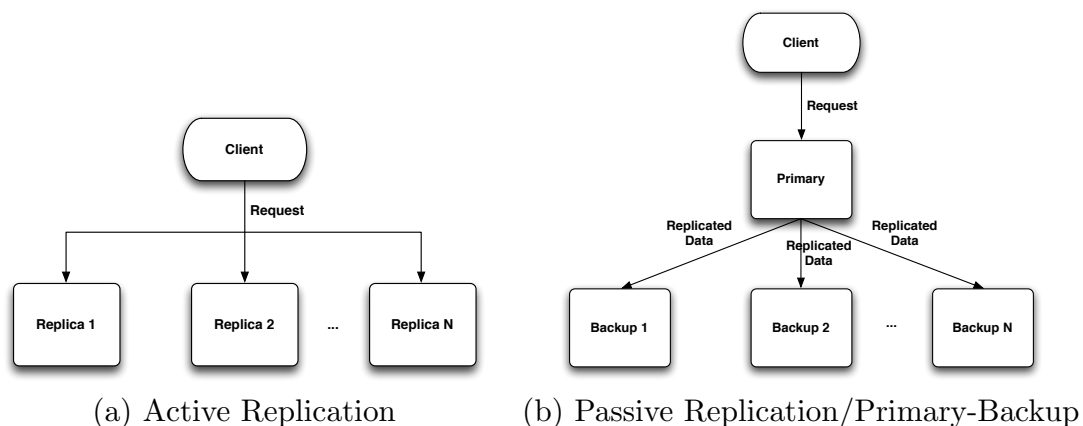 Client
Request
Replica 1
Replica 2
...
Replica N
(a) Active Replication
Client
Request
Primary
Replicated
Data
Replicated
Data
Replicated
Data
Backup 1
Backup 2
...
Backup N
(b) Passive Replication/Primary-Backup